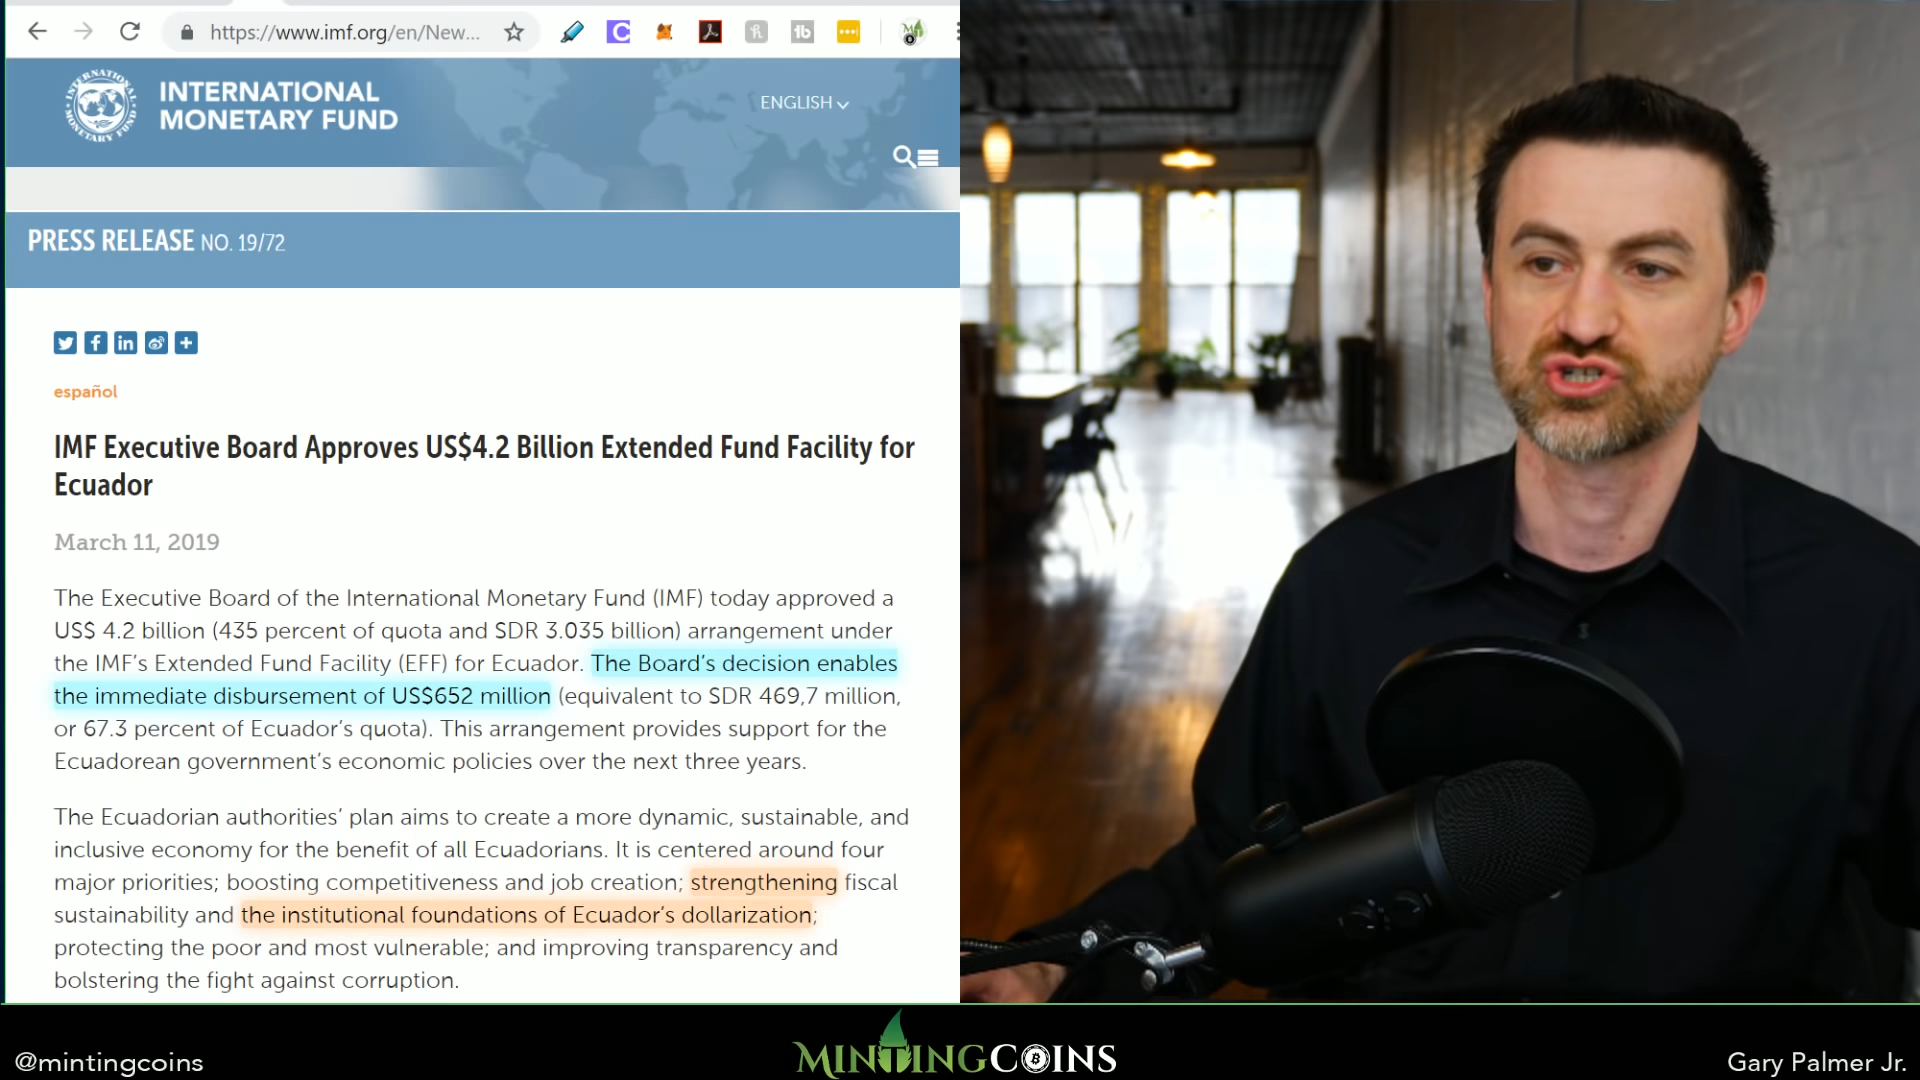 https://www.imf.org/en/New...
INTERNATIONAL
MONETARY FUND
ENGLISH
PRESS RELEASE NO. 19/72
español
IMF Executive Board Approves US$4.2 Billion Extended Fund Facility for
Ecuador
March 11, 2019
The Executive Board of the International Monetary Fund (IMF) today approved a
US$ 4.2 billion (435 percent of quota and SDR 3.035 billion) arrangement under
the IMF's Extended Fund Facility (EFF) for Ecuador. The Board's decision enables
the immediate disbursement of US$652 million (equivalent to SDR 469,7 million,
or 67.3 percent of Ecuador's quota). This arrangement provides support for the
Ecuadorean government's economic policies over the next three years.
The Ecuadorian authorities' plan aims to create a more dynamic, sustainable, and
inclusive economy for the benefit of all Ecuadorians. It is centered around four
major priorities; boosting competitiveness and job creation; strengthening fiscal
sustainability and the institutional foundations of Ecuador's dollarization;
protecting the poor and most vulnerable; and improving transparency and
bolstering the fight against corruption.
@mintingcoins
MINTINGCOINS
Gary Palmer Jr.